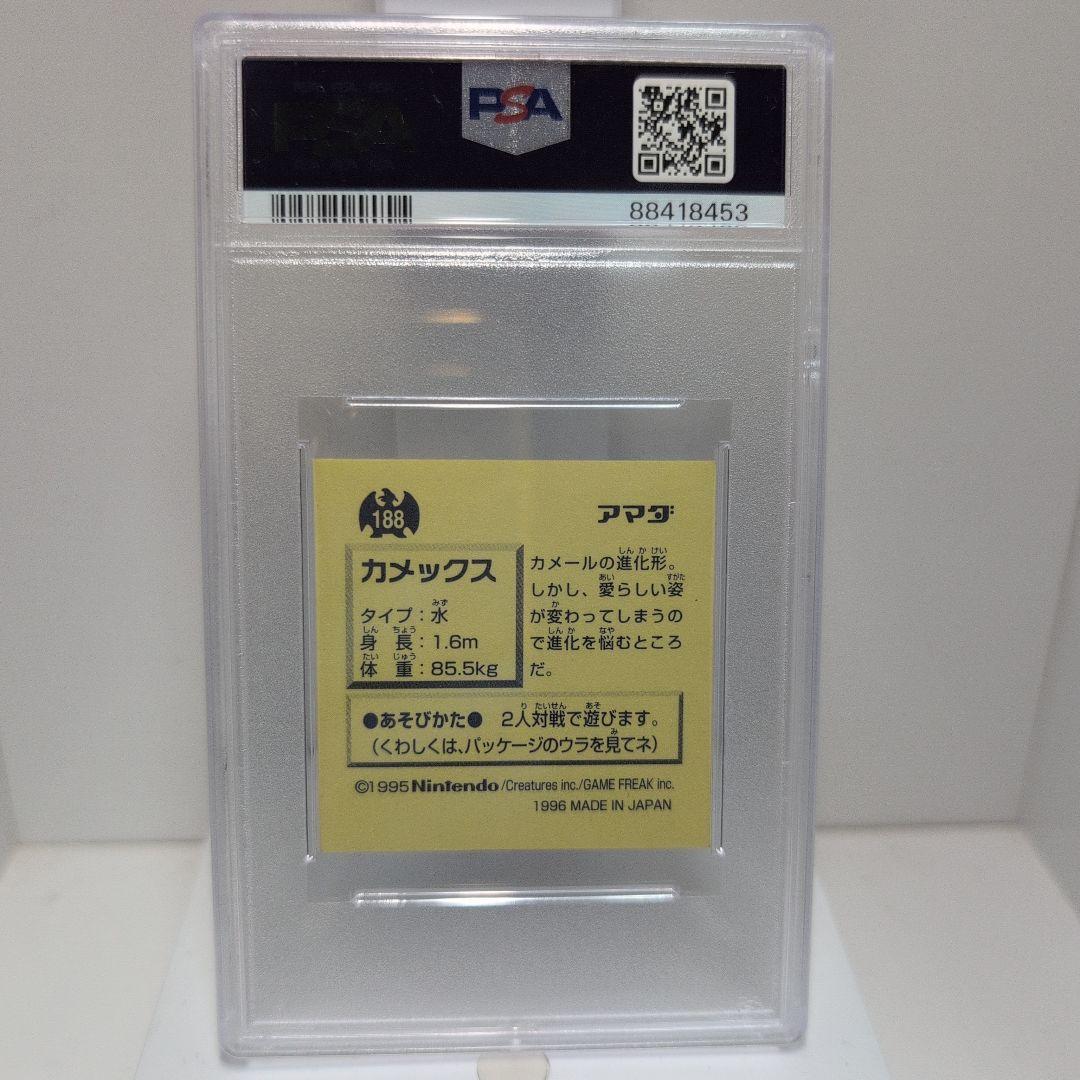 PSA
88418453
188
アマダ
カメックス
タイプ：水
身長：1.6m
体重：85.5kg
カメールの進化形。
しかし、愛らしい姿
が変わってしまうの
で進化を悩むところ
だ。
●あそびかた● 2人対戦で遊びます。
（くわしくは、パッケージのウラを見てネ）
©1995 Nintendo/Creatures inc./GAME FREAK inc.
1996 MADE IN JAPAN